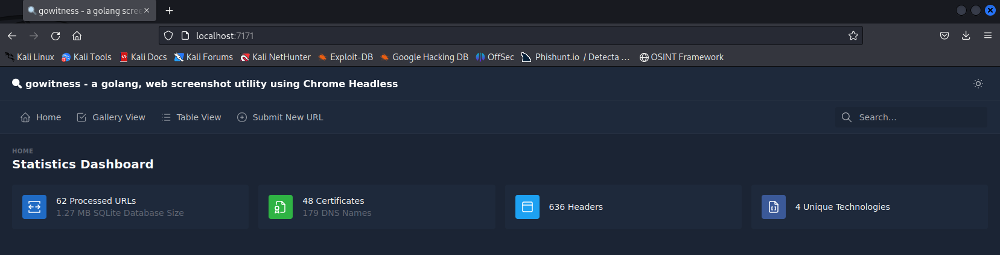 gowitness - a golang scree
localhost:7171
Kali Linux Kali Tools Kali Docs Kali Forums Kali NetHunter Exploit-DB Google Hacking DB OffSec Phishunt.io / Detecta ... OSINT Framework
gowitness - a golang, web screenshot utility using Chrome Headless
Home Gallery View Table View Submit New URL Search...
HOME
Statistics Dashboard
62 Processed URLs
1.27 MB SQLite Database Size
48 Certificates
179 DNS Names
636 Headers
4 Unique Technologies